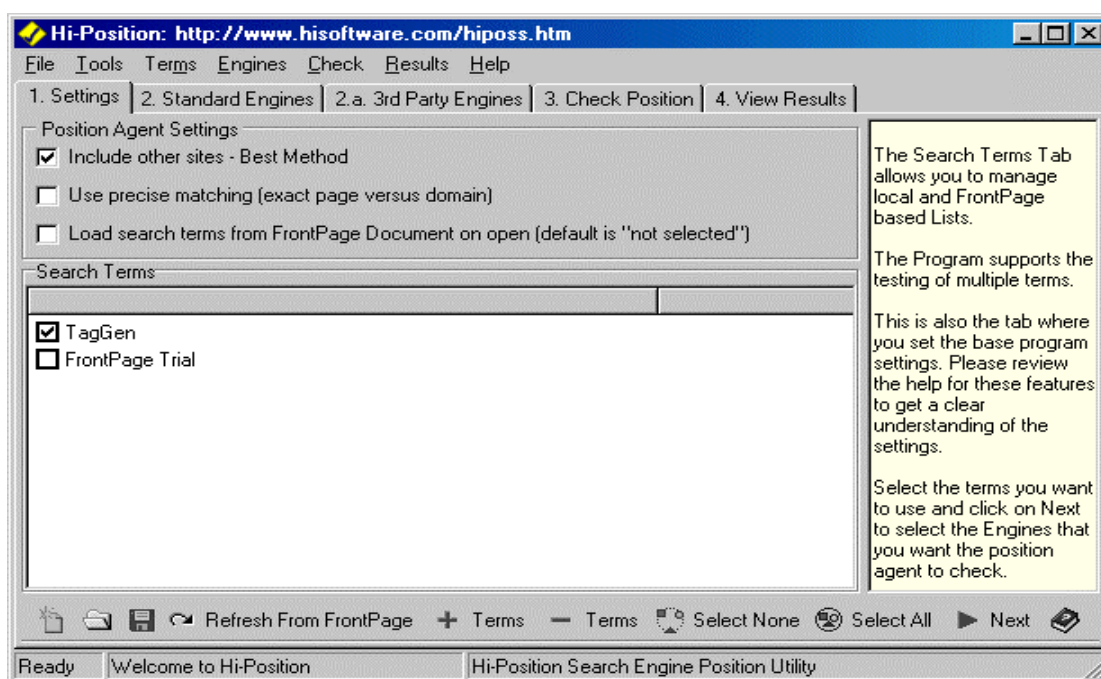 Hi-Position: http://www.hisoftware.com/hiposs.htm
File Tools Terms Engines Check Results Help
1. Settings 2. Standard Engines 2.a. 3rd Party Engines 3. Check Position 4. View Results
Position Agent Settings
Include other sites - Best Method
Use precise matching (exact page versus domain)
Load search terms from FrontPage Document on open (default is "not selected")
Search Terms
TagGen
FrontPage Trial
The Search Terms Tab
allows you to manage
local and FrontPage
based Lists.
The Program supports the
testing of multiple terms.
This is also the tab where
you set the base program
settings. Please review
the help for these features
to get a clear
understanding of the
settings.
Select the terms you want
to use and click on Next
to select the Engines that
you want the position
agent to check.
Refresh From FrontPage + Terms — Terms Select None Select All Next
Ready Welcome to Hi-Position Hi-Position Search Engine Position Utility